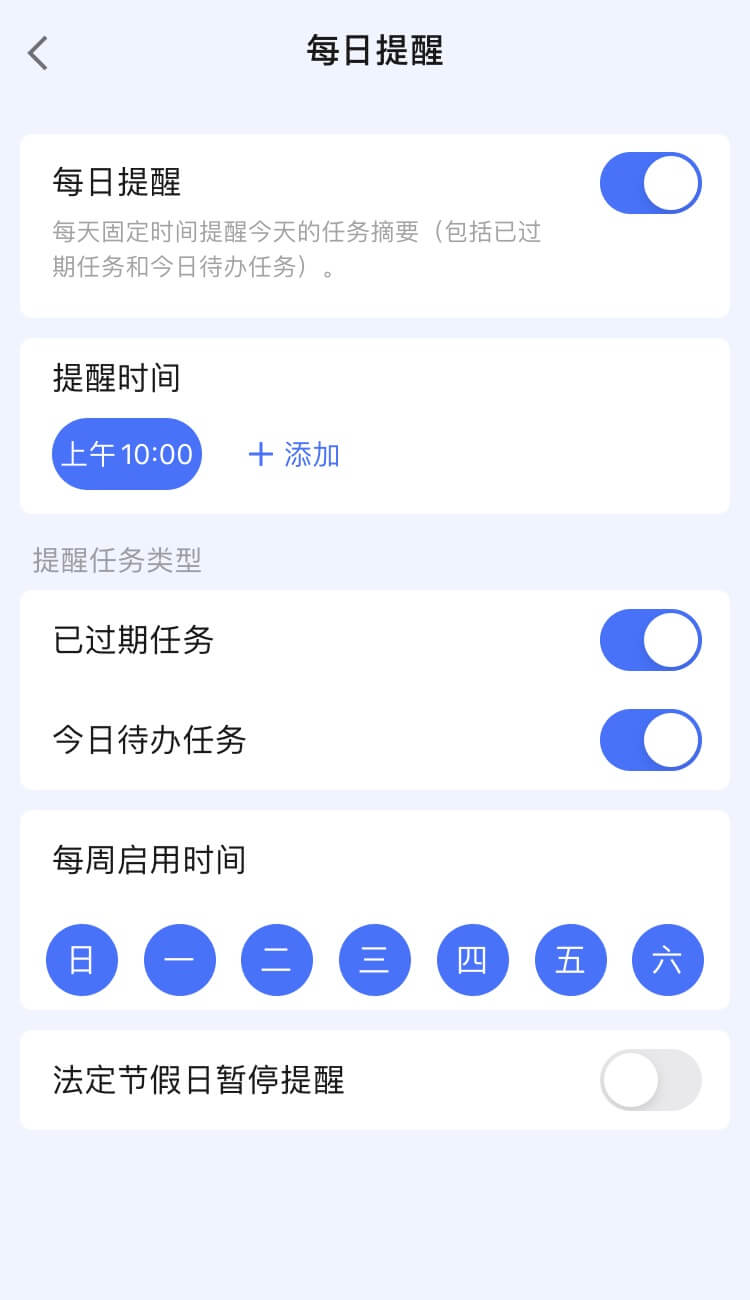 每日提醒
每日提醒
每天固定时间提醒今天的任务摘要（包括已过
期任务和今日待办任务）。
提醒时间
上午10:00 + 添加
提醒任务类型
已过期任务
今日待办任务
每周启用时间
日 一 二 三 四 五 六
法定节假日暂停提醒